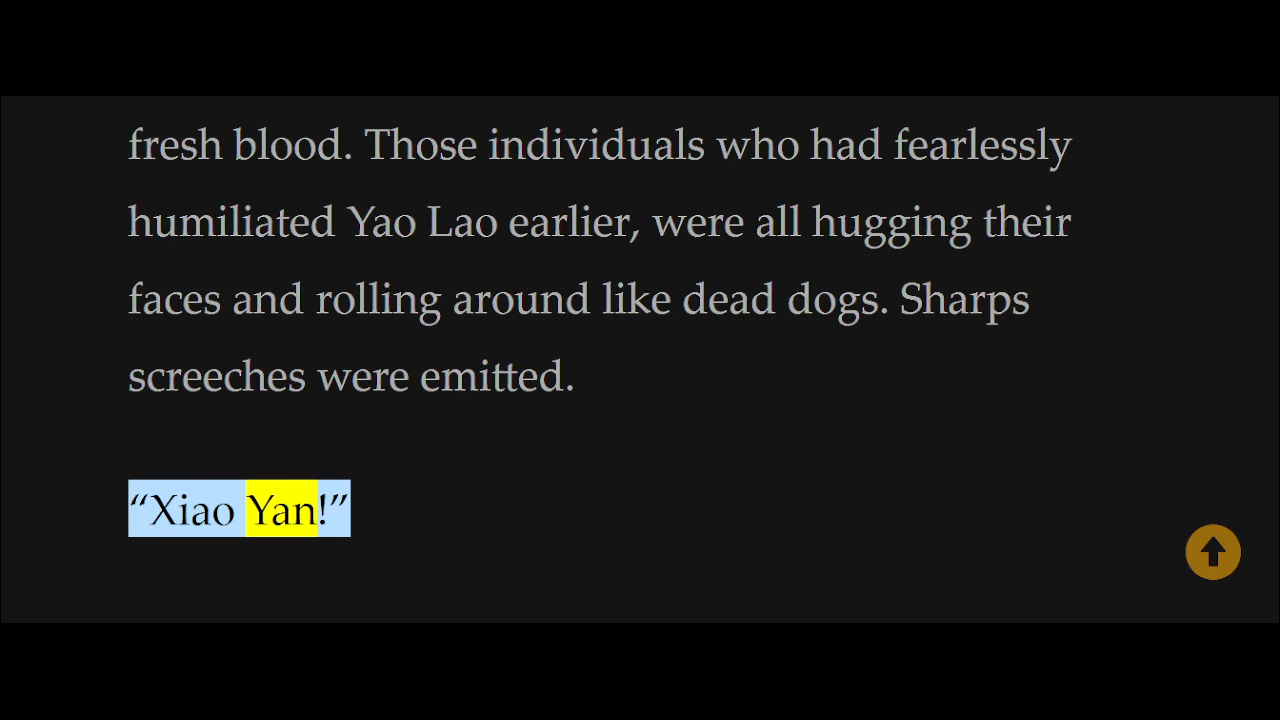 fresh blood. Those individuals who had fearlessly
humiliated Yao Lao earlier, were all hugging their
faces and rolling around like dead dogs. Sharps
screeches were emitted.
“Xiao Yan!”